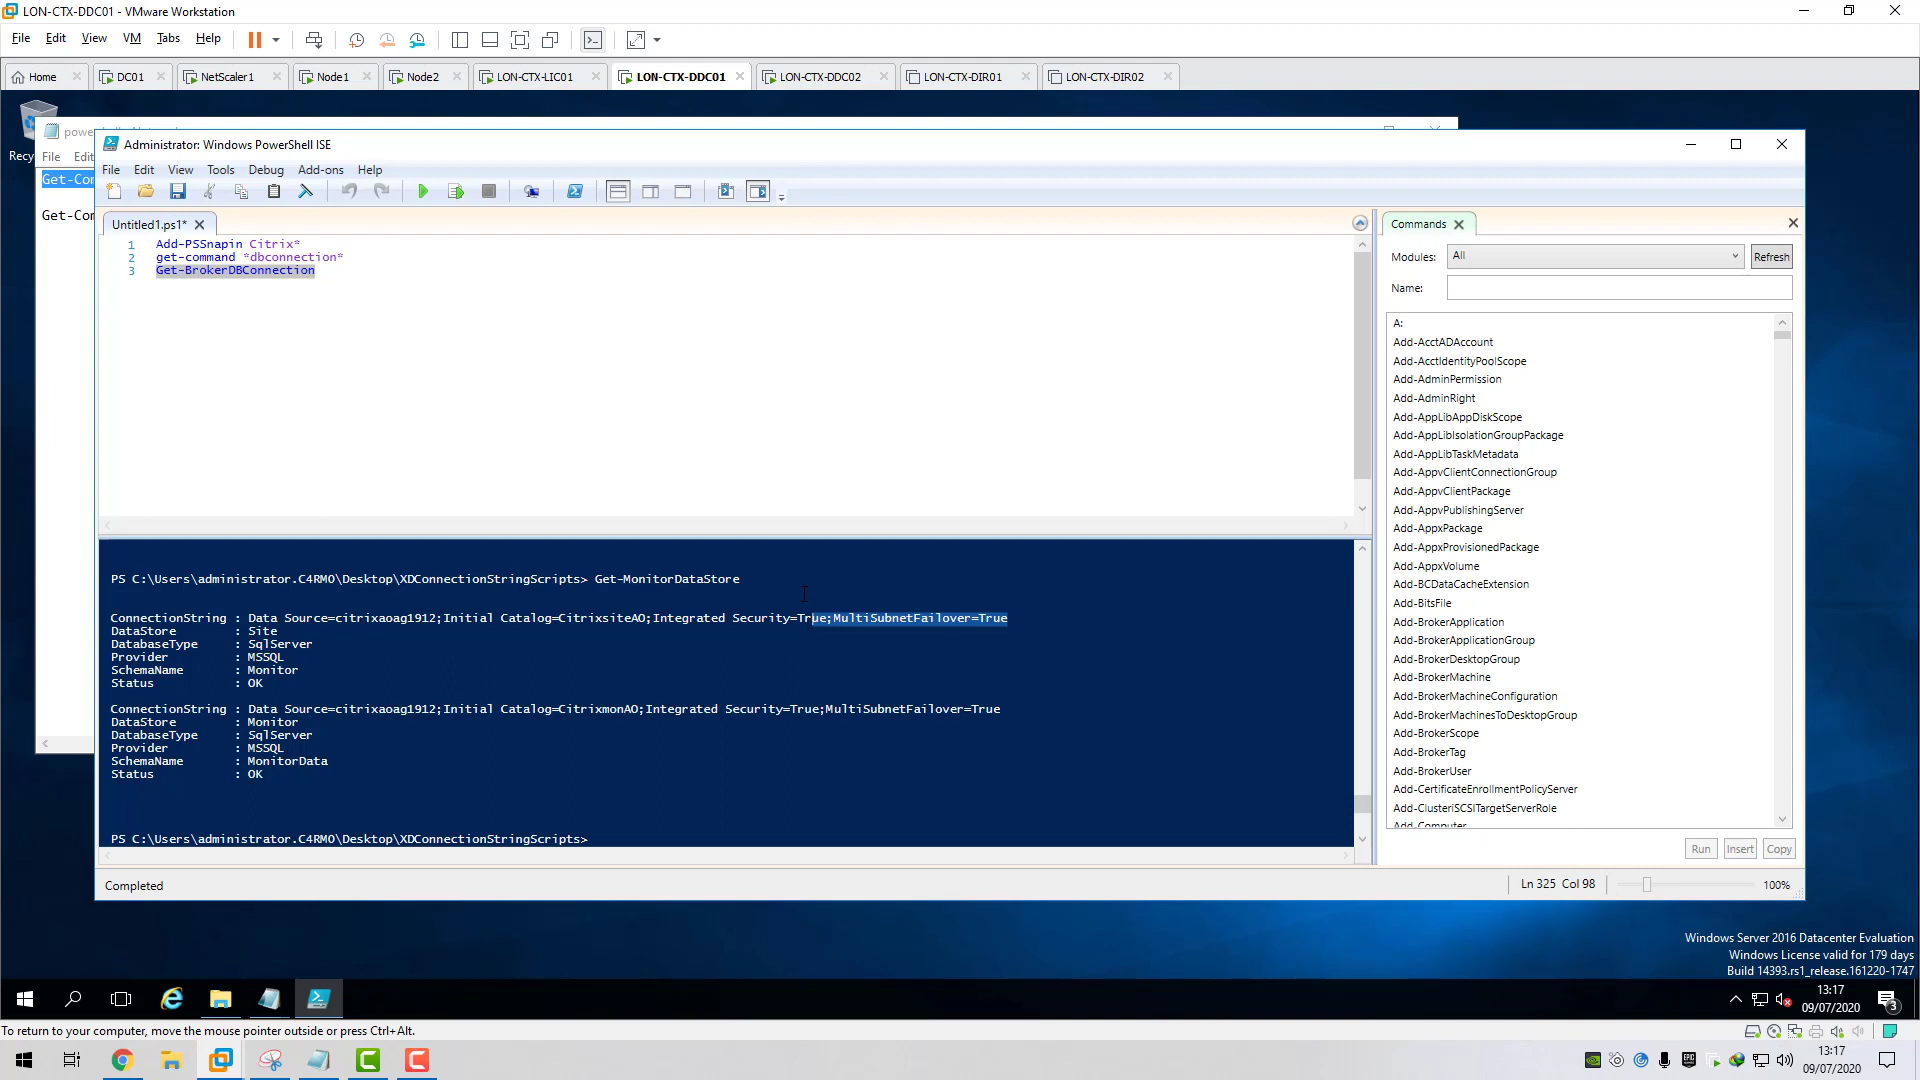 LON-CTX-DDC01 - VMware Workstation
File Edit View VM Tabs Help
Home DC01 NetScaler1 Node1 Node2 LON-CTX-LIC01 LON-CTX-DDC01 LON-CTX-DDC02 LON-CTX-DIR01 LON-CTX-DIR02
Recy
File Edit
Get-Com
Get-Com
Administrator: Windows PowerShell ISE
File Edit View Tools Debug Add-ons Help
Untitled1.ps1*
1 Add-PSSnapin Citrix*
2 get-command *dbconnection*
3 Get-BrokerDBConnection
PS C:\Users\administrator.C4RMO\Desktop\XDConnectionStringScripts> Get-MonitorDataStore
ConnectionString : Data Source=citrixaoag1912;Initial Catalog=CitrixsiteAO;Integrated Security=True;MultiSubnetFailover=True
DataStore : Site
DatabaseType : SqlServer
Provider : MSSQL
SchemaName : Monitor
Status : OK
ConnectionString : Data Source=citrixaoag1912;Initial Catalog=CitrixmonAO;Integrated Security=True;MultiSubnetFailover=True
DataStore : Monitor
DatabaseType : SqlServer
Provider : MSSQL
SchemaName : MonitorData
Status : OK
PS C:\Users\administrator.C4RMO\Desktop\XDConnectionStringScripts>
Completed
Ln 325 Col 98
100%
Commands
Modules: All Refresh
Name:
A:
Add-AcctADAccount
Add-AcctIdentityPoolScope
Add-AdminPermission
Add-AdminRight
Add-AppLibAppDiskScope
Add-AppLibIsolationGroupPackage
Add-AppLibTaskMetadata
Add-AppvClientConnectionGroup
Add-AppvClientPackage
Add-AppvPublishingServer
Add-AppxPackage
Add-AppxProvisionedPackage
Add-AppxVolume
Add-BCDataCacheExtension
Add-BitsFile
Add-BrokerApplication
Add-BrokerApplicationGroup
Add-BrokerDesktopGroup
Add-BrokerMachine
Add-BrokerMachineConfiguration
Add-BrokerMachinesToDesktopGroup
Add-BrokerScope
Add-BrokerTag
Add-BrokerUser
Add-CertificateEnrollmentPolicyServer
Add-ClusteriSCSITargetServerRole
Add-Computer
Run Insert Copy
Windows Server 2016 Datacenter Evaluation
Windows License valid for 179 days
Build 14393.rs1_release.161220-1747
13:17
09/07/2020
3
To return to your computer, move the mouse pointer outside or press Ctrl+Alt.
13:17
09/07/2020